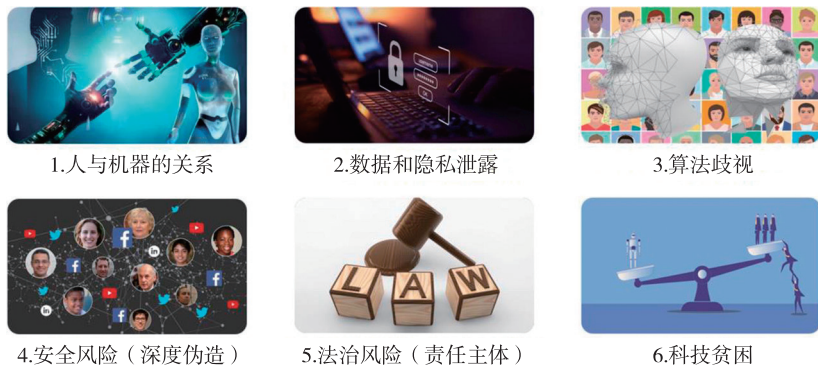 1.人与机器的关系
2.数据和隐私泄露
3.算法歧视
LAW
4.安全风险（深度伪造）
5.法治风险（责任主体）
6.科技贫困